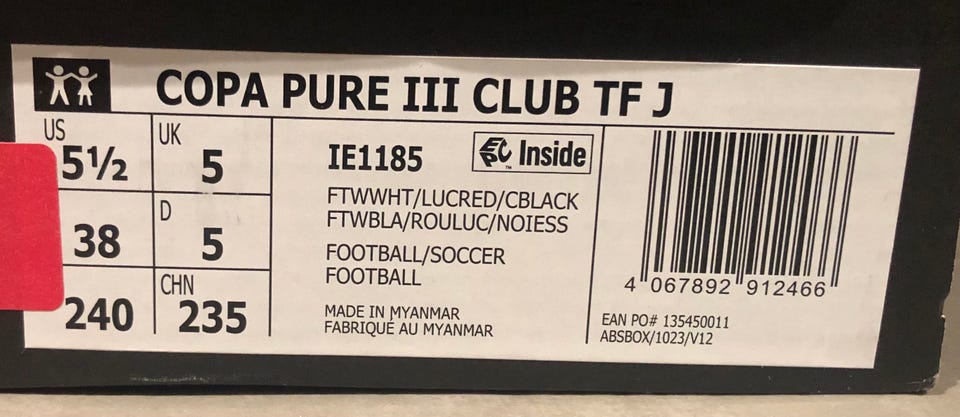 COPA PURE III CLUB TF J
US
5½
UK
5
38
D
5
240
CHN
235
IE1185
EPC Inside
FTWWHT/LUCRED/CBLACK
FTWBLA/ROULUC/NOIESS
FOOTBALL/SOCCER
FOOTBALL
MADE IN MYANMAR
FABRIQUÉ AU MYANMAR
4 067892 912466
EAN PO# 135450011
ABSBOX/1023/V12